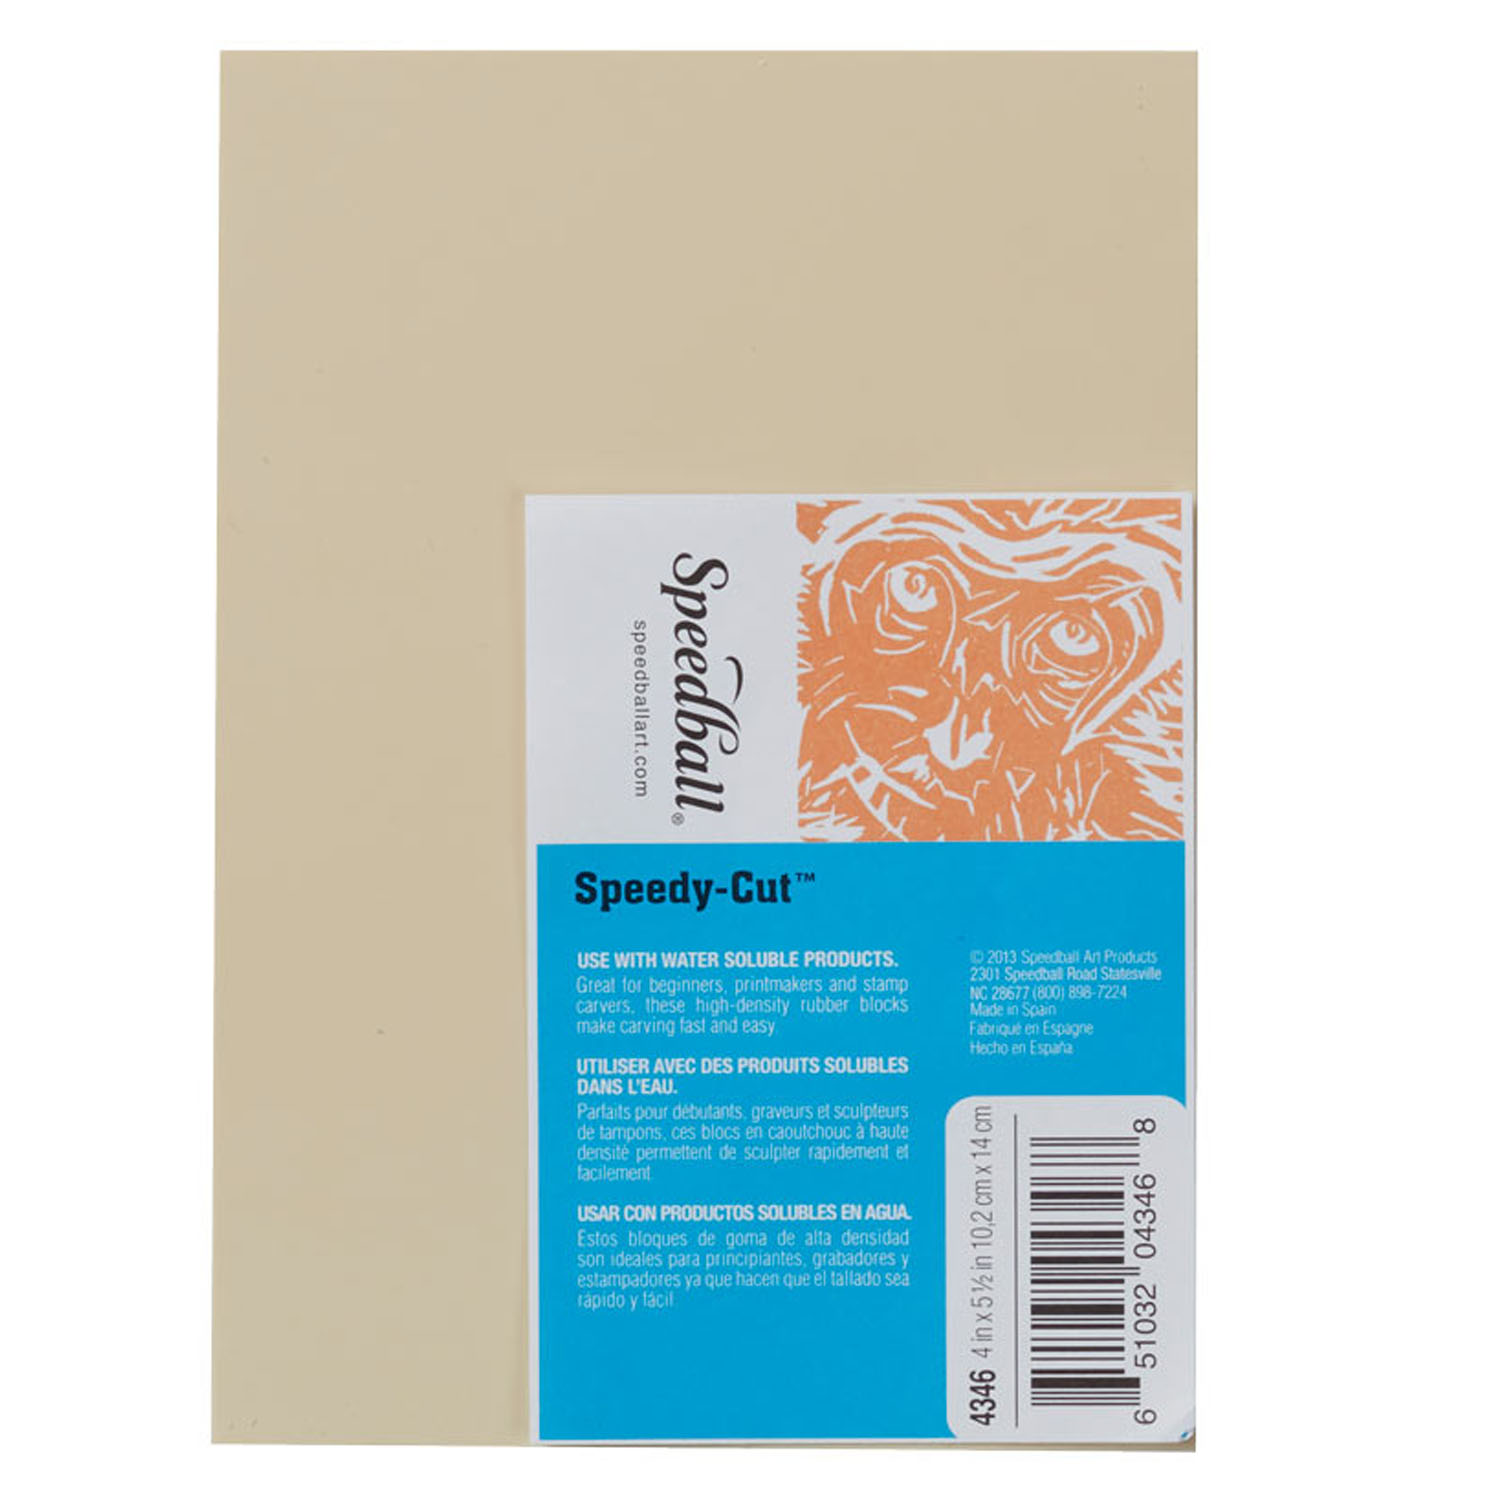 Speedball®
speedballart.com
Speedy-Cut™
USE WITH WATER SOLUBLE PRODUCTS.
Great for beginners, printmakers and stamp
carvers, these high-density rubber blocks
make carving fast and easy
UTILISER AVEC DES PRODUITS SOLUBLES
DANS L'EAU.
Parfaits pour débutants, graveurs et sculpteurs
de tampons, ces blocs en caoutchouc à haute
densité permettent de sculpter rapidement et
facilement
USAR CON PRODUCTOS SOLUBLES EN AGUA.
Estos bloques de goma de alta densidad
son ideales para principiantes, grabadores y
estampadores ya que hacen que el tallado sea
rápido y fácil
© 2013 Speedball Art Products
2301 Speedball Road Statesville
NC 28677 (800) 898-7224
Made in Spain
Fabriqué en Espagne
Hecho en España
4346 4 in x 5 ½ in 10,2 cm x 14 cm
6 51032 04346 8